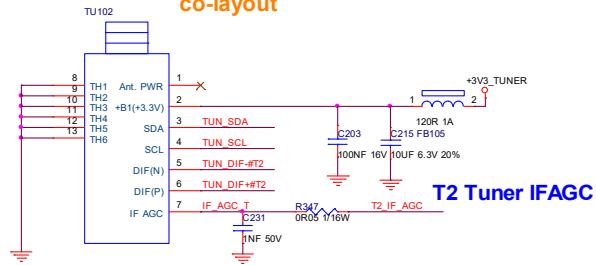 co-layout
TU102
+3V3_TUNER
8 TH1 Ant. PWR 1
9 TH2
10 TH3 +B1(+3.3V) 2 1 2
11 TH4
12 TH5 SDA 3 TUN_SDA 120R 1A
13 TH6
C203 C215 FB105
SCL 4 TUN_SCL
100NF 16V 10UF 6.3V 20%
DIF(N) 5 TUN_DIF-#T2
DIF(P) 6 TUN_DIF+#T2
T2 Tuner IFAGC
IF AGC 7 IF_AGC_T R347 T2_IF_AGC
C231 0R05 1/16W
1NF 50V